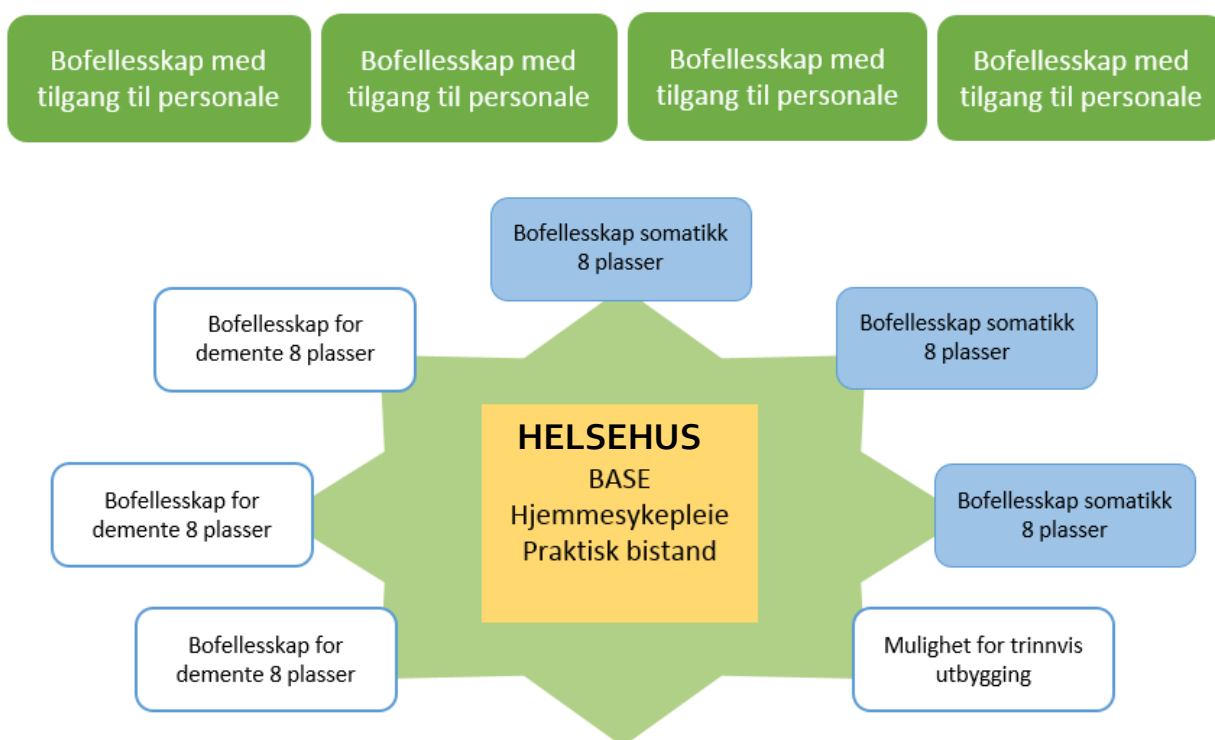 Bofellesskap med
tilgang til personale
Bofellesskap med
tilgang til personale
Bofellesskap med
tilgang til personale
Bofellesskap med
tilgang til personale
Bofellesskap somatikk
8 plasser
Bofellesskap for
demente 8 plasser
Bofellesskap somatikk
8 plasser
HELSEHUS
BASE
Hjemmesykepleie
Praktisk bistand
Bofellesskap for
demente 8 plasser
Bofellesskap somatikk
8 plasser
Bofellesskap for
demente 8 plasser
Mulighet for trinnvis
utbygging